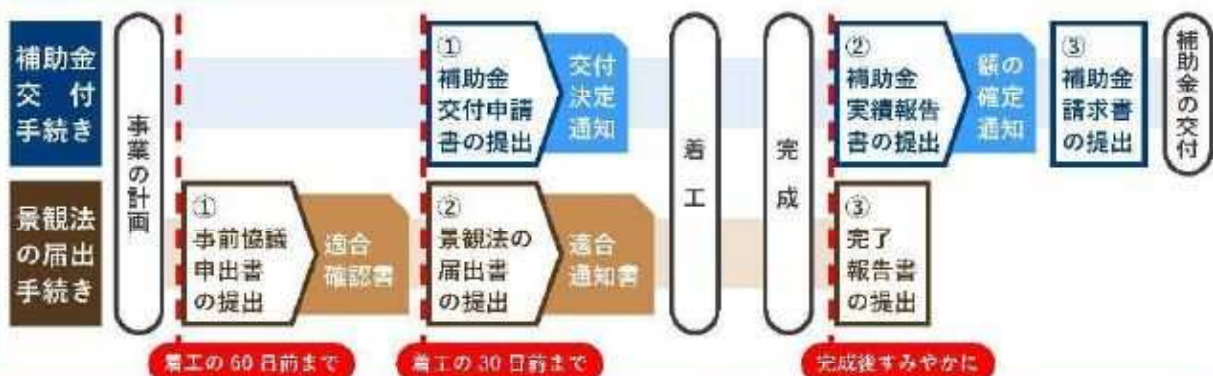 補助金
交付
手続き
事業の計画
①
補助金
交付申請
書の提出
交付
決定
通知
着工
完成
②
補助金
実績報告
書の提出
額の
確定
通知
③
補助金
請求書
の提出
補助金の交付
景観法
の届出
手続き
①
事前協議
申出書
の提出
適合
確認書
②
景観法の
届出書
の提出
適合
通知書
③
完了
報告書
の提出
着工の60日前まで
着工の30日前まで
完成後すみやかに